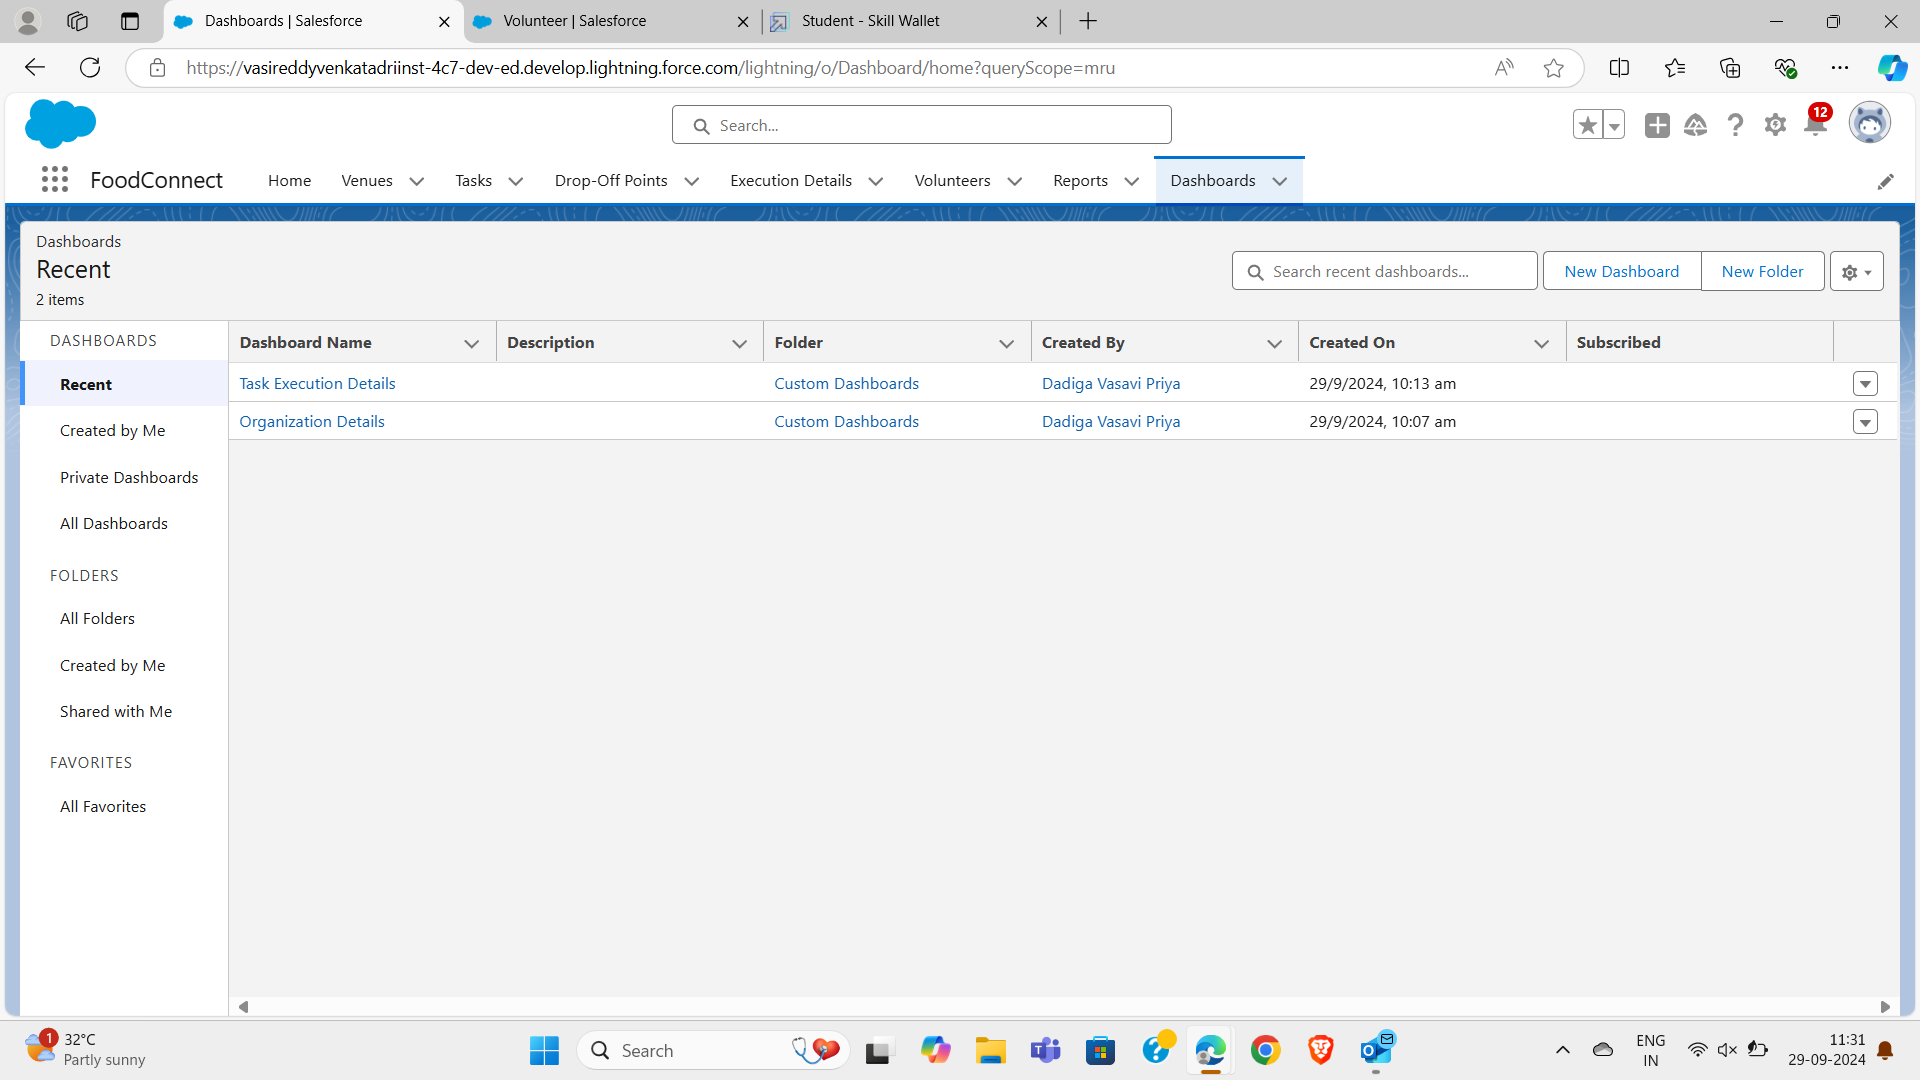 Dashboards | Salesforce
Volunteer | Salesforce
Student - Skill Wallet
https://vasireddyvenkatadriinst-4c7-dev-ed.develop.lightning.force.com/lightning/o/Dashboard/home?queryScope=mru
Search...
12
FoodConnect
Home
Venues
Tasks
Drop-Off Points
Execution Details
Volunteers
Reports
Dashboards
Dashboards
Recent
2 items
Search recent dashboards...
New Dashboard
New Folder
DASHBOARDS
Recent
Created by Me
Private Dashboards
All Dashboards
FOLDERS
All Folders
Created by Me
Shared with Me
FAVORITES
All Favorites
Dashboard Name Description Folder Created By Created On Subscribed
Task Execution Details Custom Dashboards Dadiga Vasavi Priya 29/9/2024, 10:13 am
Organization Details Custom Dashboards Dadiga Vasavi Priya 29/9/2024, 10:07 am
1
32°C
Partly sunny
Search
ENG
IN
11:31
29-09-2024